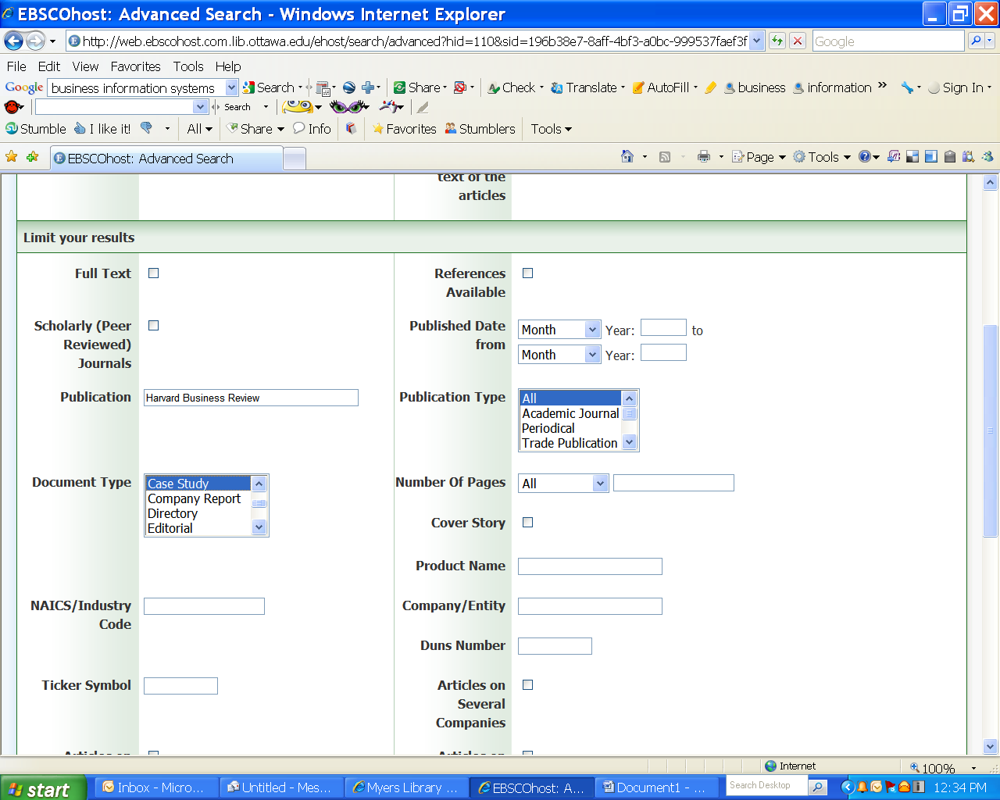 EBSCOhost: Advanced Search - Windows Internet Explorer
http://web.ebscohost.com.lib.ottawa.edu/ehost/search/advanced?hid=110&sid=196b38e7-8aff-4bf3-a0bc-999537faef3f
Google
File Edit View Favorites Tools Help
Google business information systems Search Share Check Translate AutoFill business information » Sign In
Search
Stumble I like it! All Share Info Favorites Stumblers Tools
EBSCOhost: Advanced Search Page Tools
text of the
articles
Limit your results
Full Text
References
Available
Scholarly (Peer
Reviewed)
Journals
Published Date
from
Month Year: to
Month Year:
Publication Harvard Business Review
Publication Type
All
Academic Journal
Periodical
Trade Publication
Document Type
Case Study
Company Report
Directory
Editorial
Number Of Pages All
Cover Story
Product Name
NAICS/Industry
Code
Company/Entity
Duns Number
Ticker Symbol
Articles on
Several
Companies
Articles on
Articles on
Internet
100%
start Inbox - Micro... Untitled - Mes... Myers Library ... EBSCOhost: A... Document1 - ... Search Desktop 12:34 PM